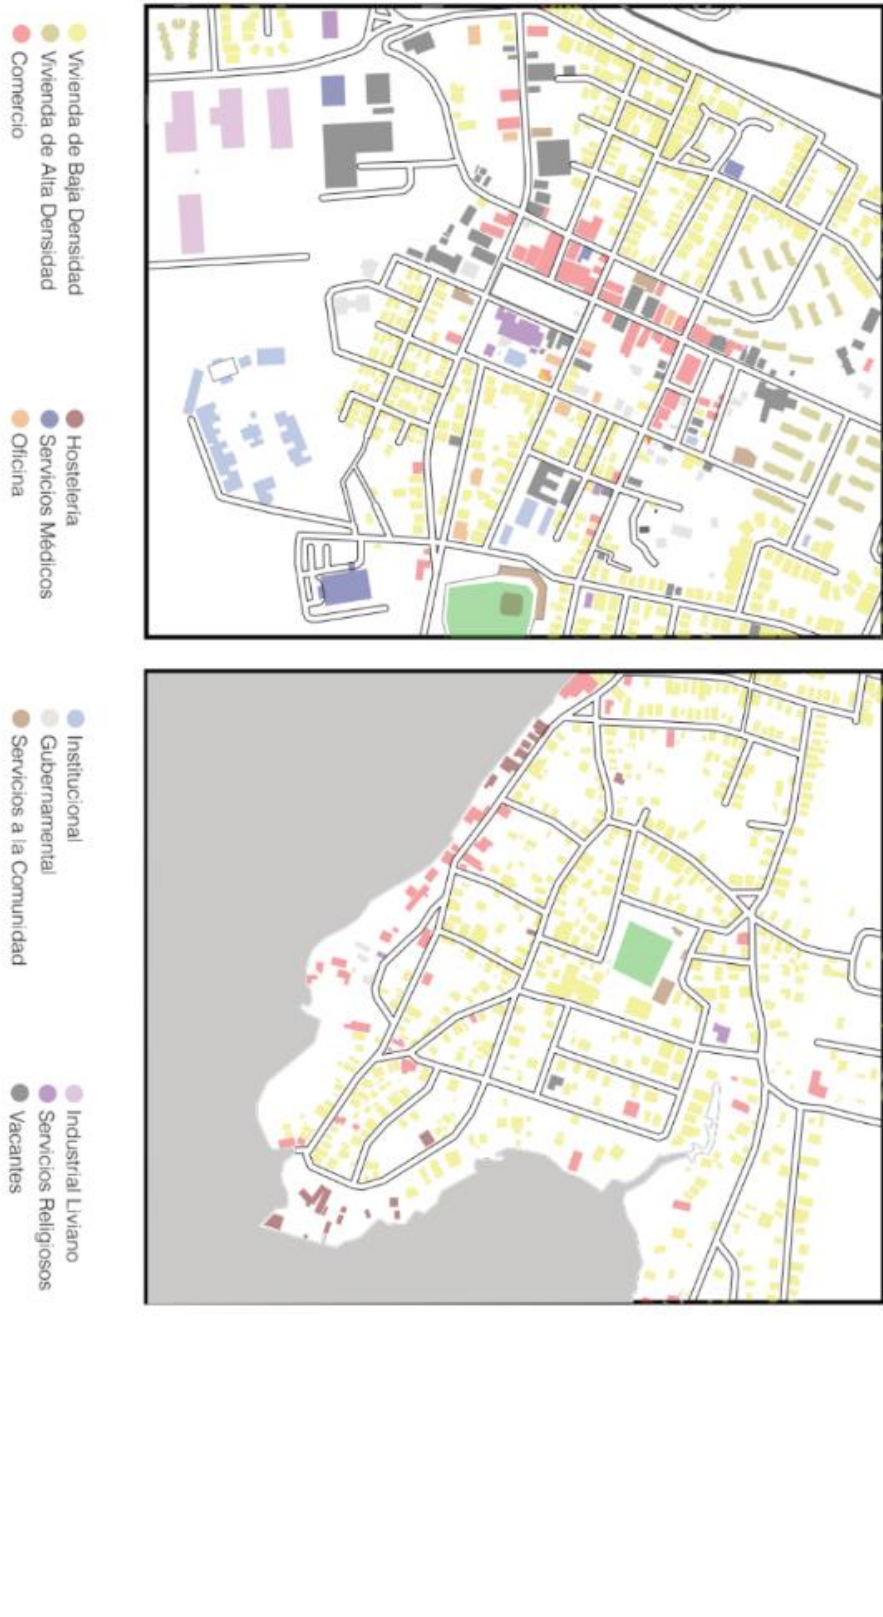 Vivienda de Baja Densidad
Vivienda de Alta Densidad
Comercio
Hostelería
Servicios Médicos
Oficina
Institucional
Gubernamental
Servicios a la Comunidad
Industrial Liviano
Servicios Religiosos
Vacantes